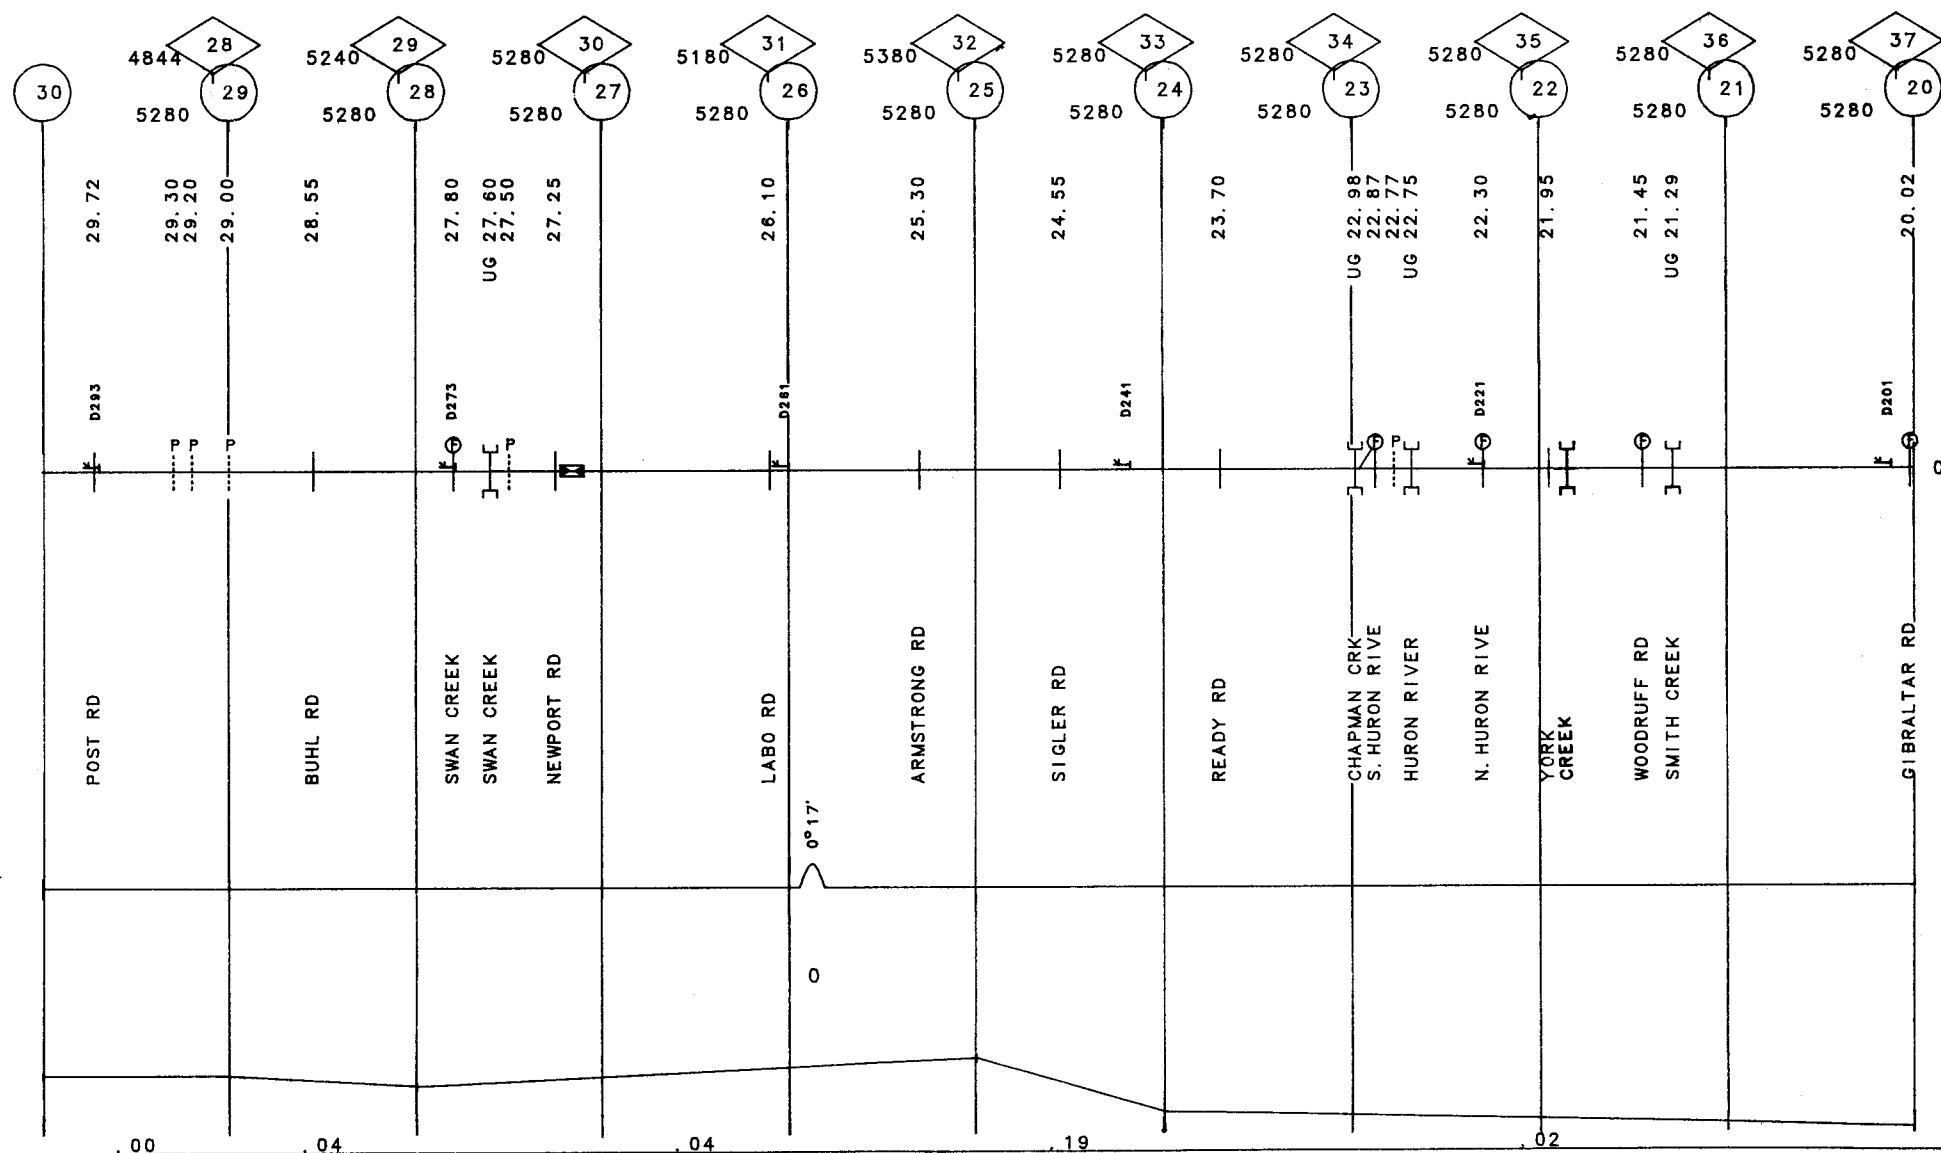 28 29 30 31 32 33 34 35 36 37
4844 5240 5280 5180 5380 5280 5280 5280 5280 5280
30 29 28 27 26 25 24 23 22 21 20
5280 5280 5280 5280 5280 5280 5280 5280 5280 5280
29.72
29.30
29.20
29.00
28.55
27.80
UG 27.60
27.50
27.25
26.10
25.30
24.55
23.70
UG 22.98
22.87
22.77
UG 22.75
22.30
21.95
21.45
UG 21.29
20.02
D293
D273
D261
D241
D221
D201
P P P F P F P F F F
0
POST RD
BUHL RD
SWAN CREEK
SWAN CREEK
NEWPORT RD
LABO RD
ARMSTRONG RD
SIGLER RD
READY RD
CHAPMAN CRK
S. HURON RIVE
HURON RIVER
N. HURON RIVE
YORK
CREEK
WOODRUFF RD
SMITH CREEK
GIBRALTAR RD
0°17'
0
.00 .04 .04 .19 .02